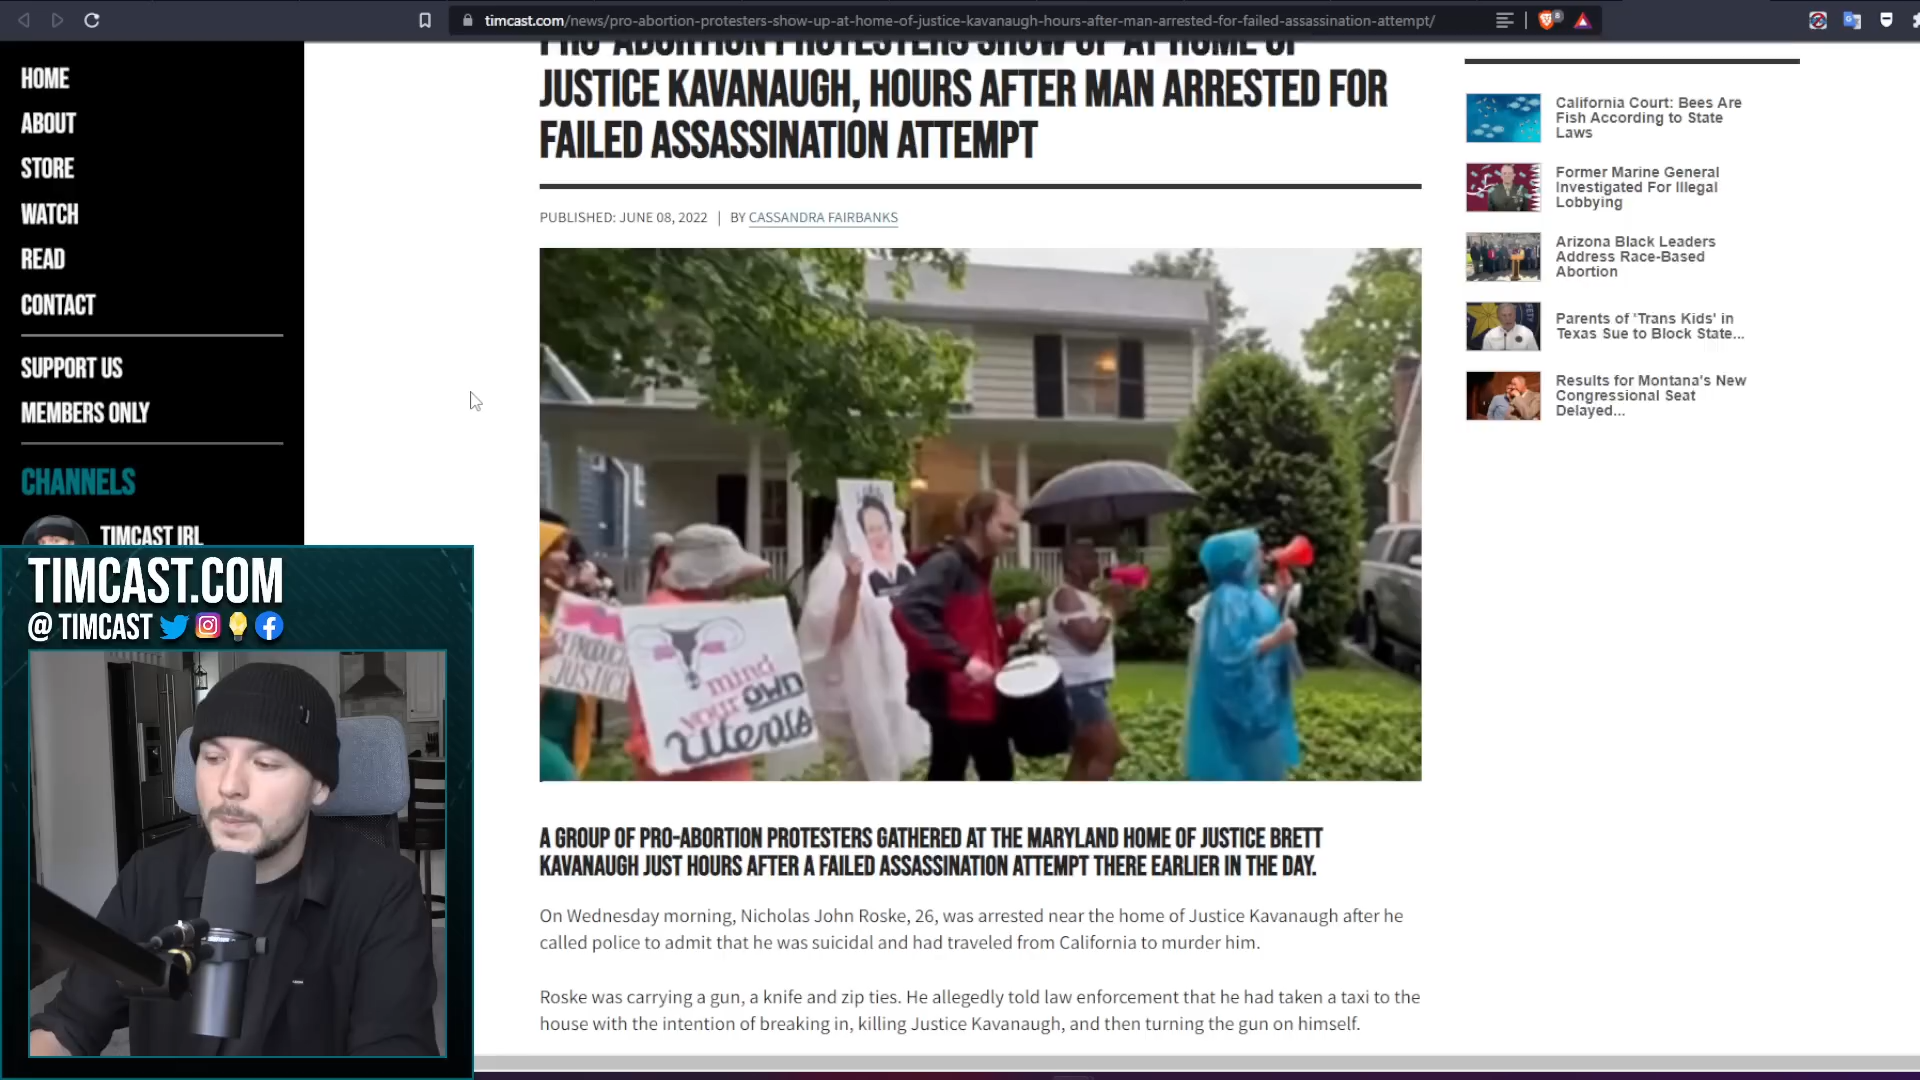 timcast.com/news/pro-abortion-protesters-show-up-at-home-of-justice-kavanaugh-hours-after-man-arrested-for-failed-assassination-attempt/
8
HOME
ABOUT
STORE
WATCH
READ
CONTACT
SUPPORT US
MEMBERS ONLY
CHANNELS
TIMCAST IRL
PRO-ABORTION PROTESTERS SHOW UP AT HOME OF
JUSTICE KAVANAUGH, HOURS AFTER MAN ARRESTED FOR
FAILED ASSASSINATION ATTEMPT
PUBLISHED: JUNE 08, 2022 | BY CASSANDRA FAIRBANKS
JUSTICE
mind
your own
uterus
A GROUP OF PRO-ABORTION PROTESTERS GATHERED AT THE MARYLAND HOME OF JUSTICE BRETT
KAVANAUGH JUST HOURS AFTER A FAILED ASSASSINATION ATTEMPT THERE EARLIER IN THE DAY.
On Wednesday morning, Nicholas John Roske, 26, was arrested near the home of Justice Kavanaugh after he
called police to admit that he was suicidal and had traveled from California to murder him.
Roske was carrying a gun, a knife and zip ties. He allegedly told law enforcement that he had taken a taxi to the
house with the intention of breaking in, killing Justice Kavanaugh, and then turning the gun on himself.
California Court: Bees Are
Fish According to State
Laws
Former Marine General
Investigated For Illegal
Lobbying
Arizona Black Leaders
Address Race-Based
Abortion
Parents of 'Trans Kids' in
Texas Sue to Block State...
Results for Montana's New
Congressional Seat
Delayed...
TIMCAST.COM
@ TIMCAST